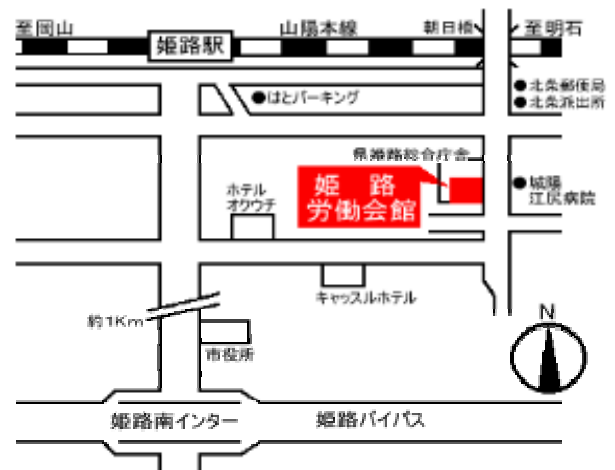 至岡山
山陽本線
朝日橋
至明石
姫路駅
●はとパーキング
●北条郵便局
●北条派出所
県姫路総合庁舎
姫路
労働会館
ホテル
オクウチ
●城陽
江尻病院
キャッスルホテル
約1Km
市役所
N
姫路南インター
姫路バイパス